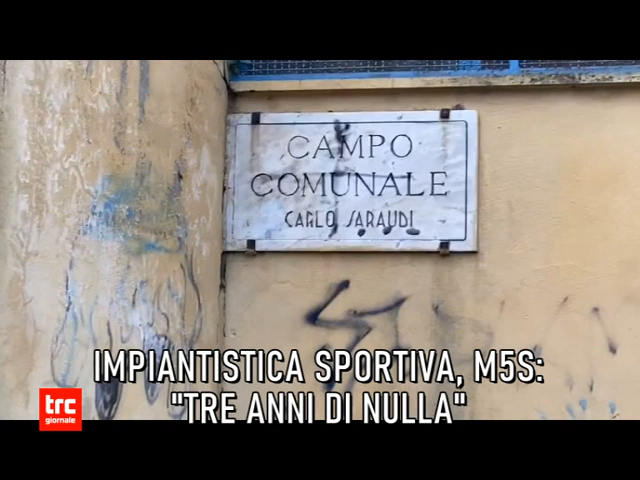 CAMPO
COMUNALE
CARLO SARAUDI
IMPIANTISTICA SPORTIVA, M5S:
"TRE ANNI DI NULLA"
trc
giornale